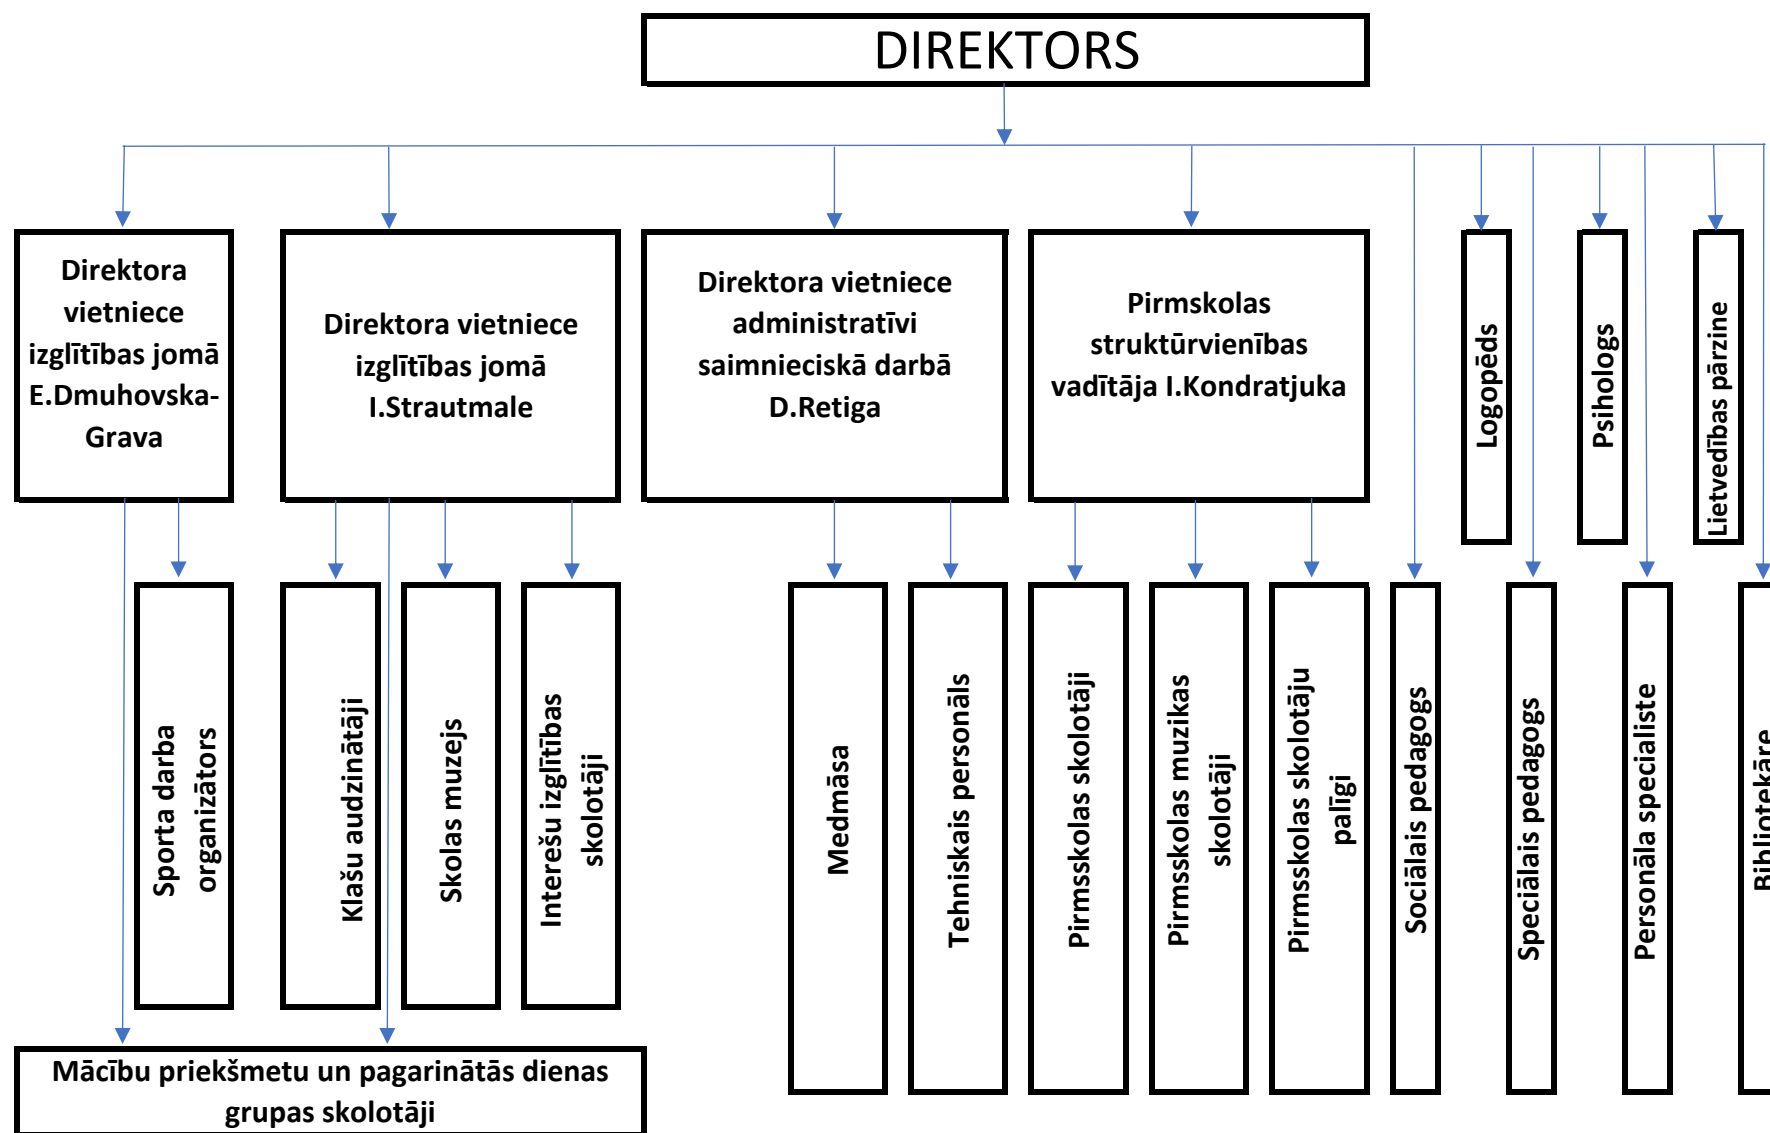 DIREKTORS
Direktora
vietniece
izglītības jomā
E.Dmuhovska-
Grava
Direktora vietniece
izglītības jomā
I.Strautmale
Direktora vietniece
administratīvi
saimnieciskā darbā
D.Retiga
Pirmskolas
struktūrvienības
vadītāja I.Kondratjuka
Logopēds
Psihologs
Lietvedības pārzine
Sporta darba
organizātors
Klašu audzinātāji
Skolas muzejs
Interešu izglītības
skolotāji
Medmāsa
Tehniskais personāls
Pirmsskolas skolotāji
Pirmsskolas muzikas
skolotāji
Pirmsskolas skolotāju
palīgi
Sociālais pedagogs
Speciālais pedagogs
Personāla specialiste
Bibliotekāre
Mācību priekšmetu un pagarinātās dienas
grupas skolotāji